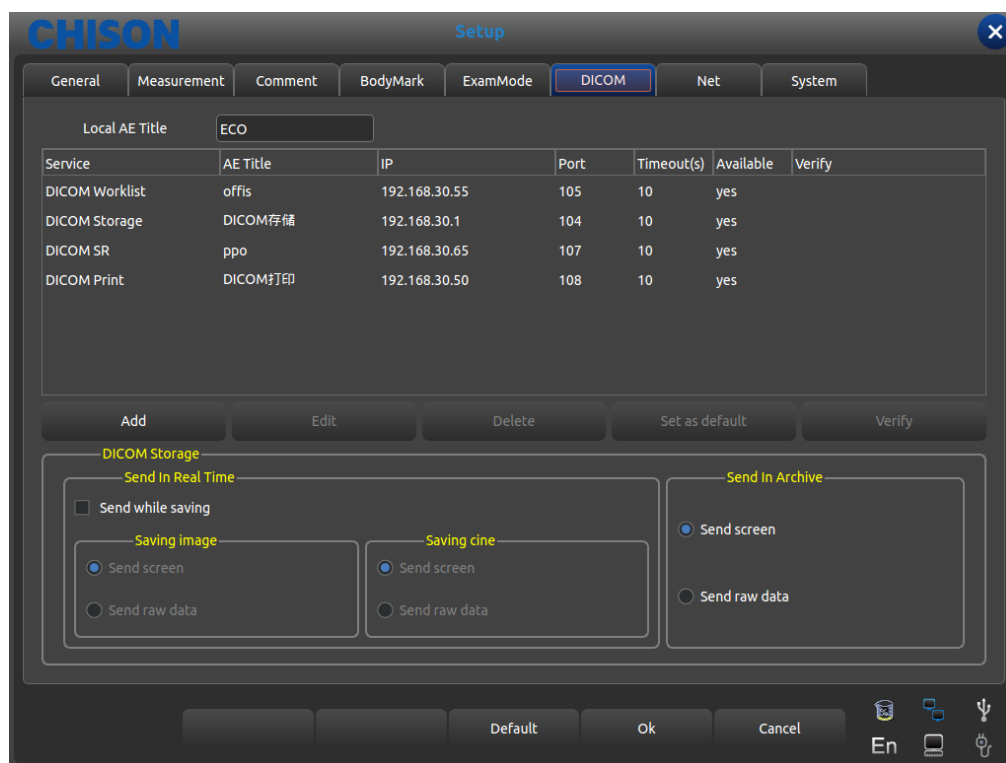 CHISON
Setup
General Measurement Comment BodyMark ExamMode DICOM Net System
Local AE Title ECO
Service AE Title IP Port Timeout(s) Available Verify
DICOM Worklist offis 192.168.30.55 105 10 yes
DICOM Storage DICOM存储 192.168.30.1 104 10 yes
DICOM SR ppo 192.168.30.65 107 10 yes
DICOM Print DICOM打印 192.168.30.50 108 10 yes
Add Edit Delete Set as default Verify
DICOM Storage
Send In Real Time Send In Archive
Send while saving
Send screen
Saving image Saving cine
Send screen Send screen
Send raw data
Send raw data Send raw data
Default Ok Cancel
En